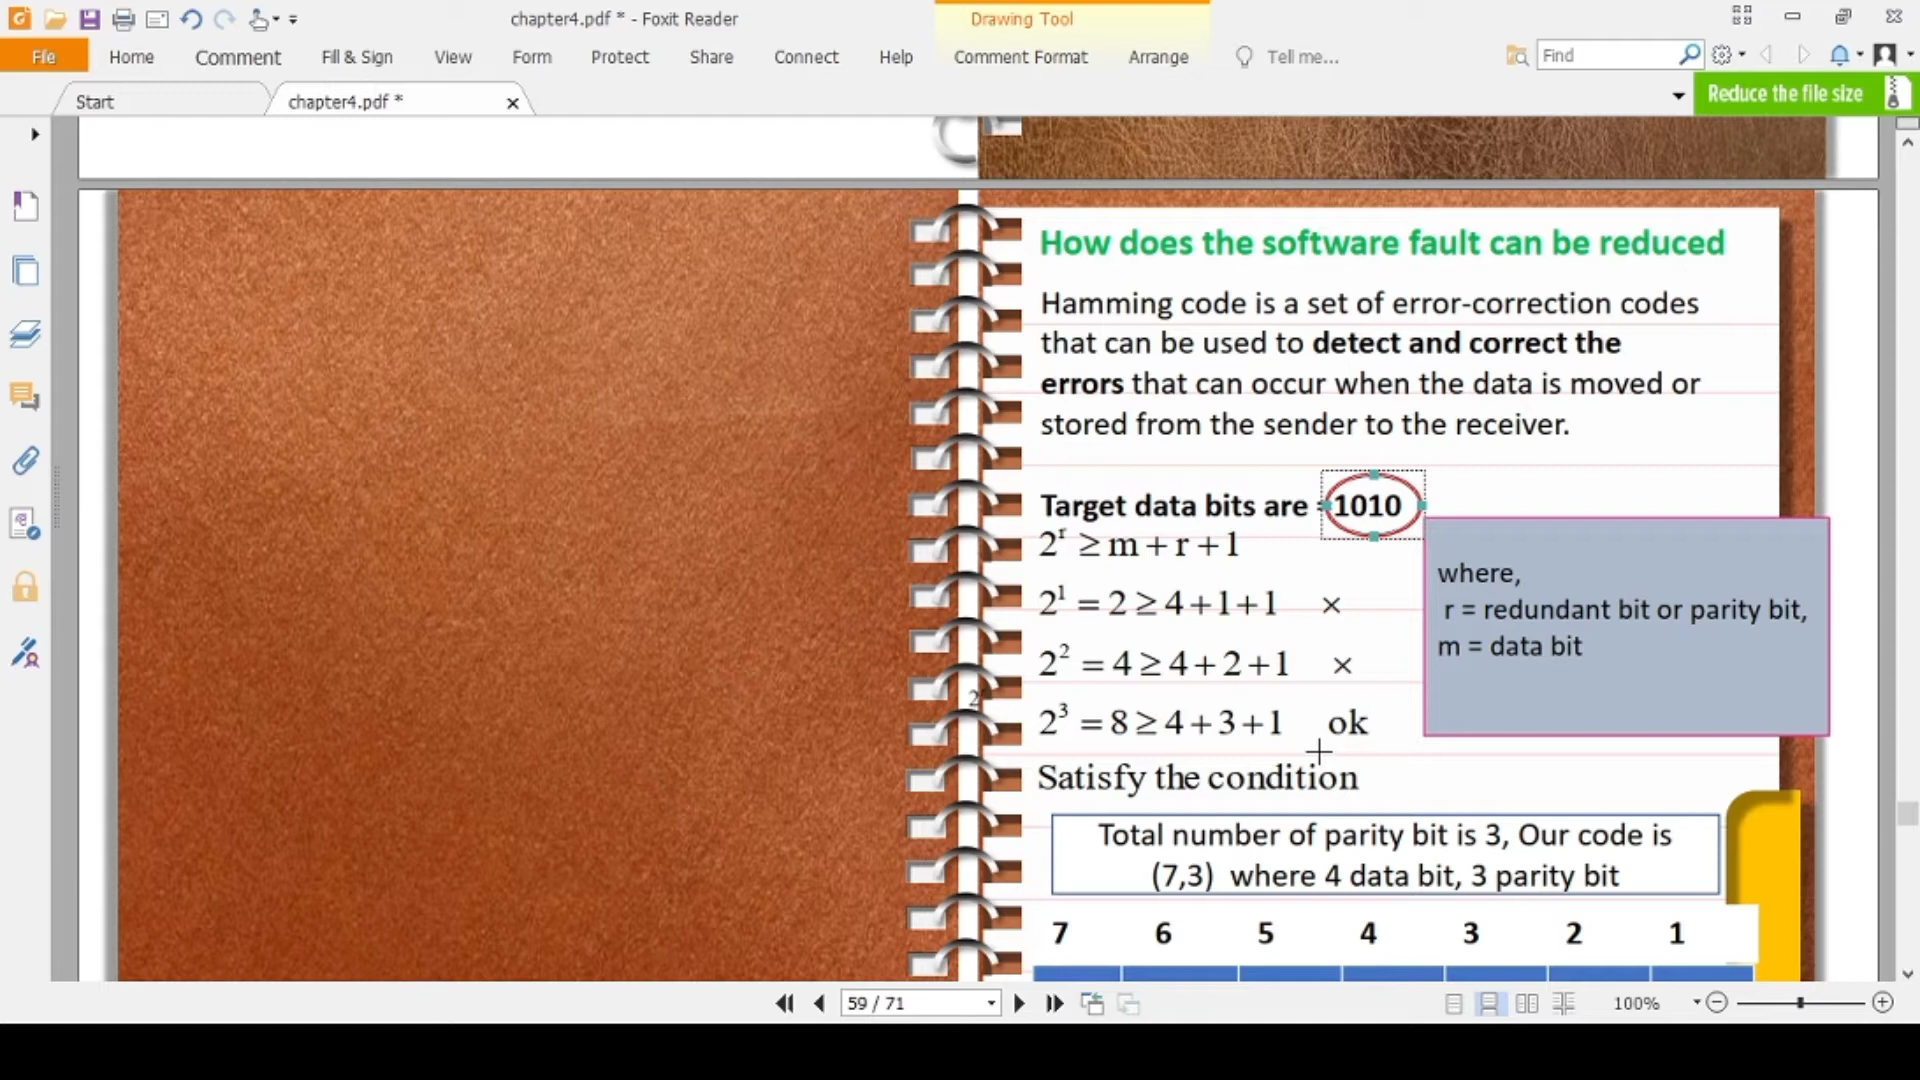 chapter4.pdf * - Foxit Reader
Drawing Tool
File Home Comment Fill & Sign View Form Protect Share Connect Help Comment Format Arrange Tell me... Find
Start chapter4.pdf * Reduce the file size
How does the software fault can be reduced
Hamming code is a set of error-correction codes
that can be used to detect and correct the
errors that can occur when the data is moved or
stored from the sender to the receiver.
Target data bits are 1010
2^r ≥ m + r + 1
2^1 = 2 ≥ 4 + 1 + 1 ×
2^2 = 4 ≥ 4 + 2 + 1 ×
2^3 = 8 ≥ 4 + 3 + 1 ok
Satisfy the condition
where,
r = redundant bit or parity bit,
m = data bit
Total number of parity bit is 3, Our code is
(7,3) where 4 data bit, 3 parity bit
7 6 5 4 3 2 1
59 / 71 100%